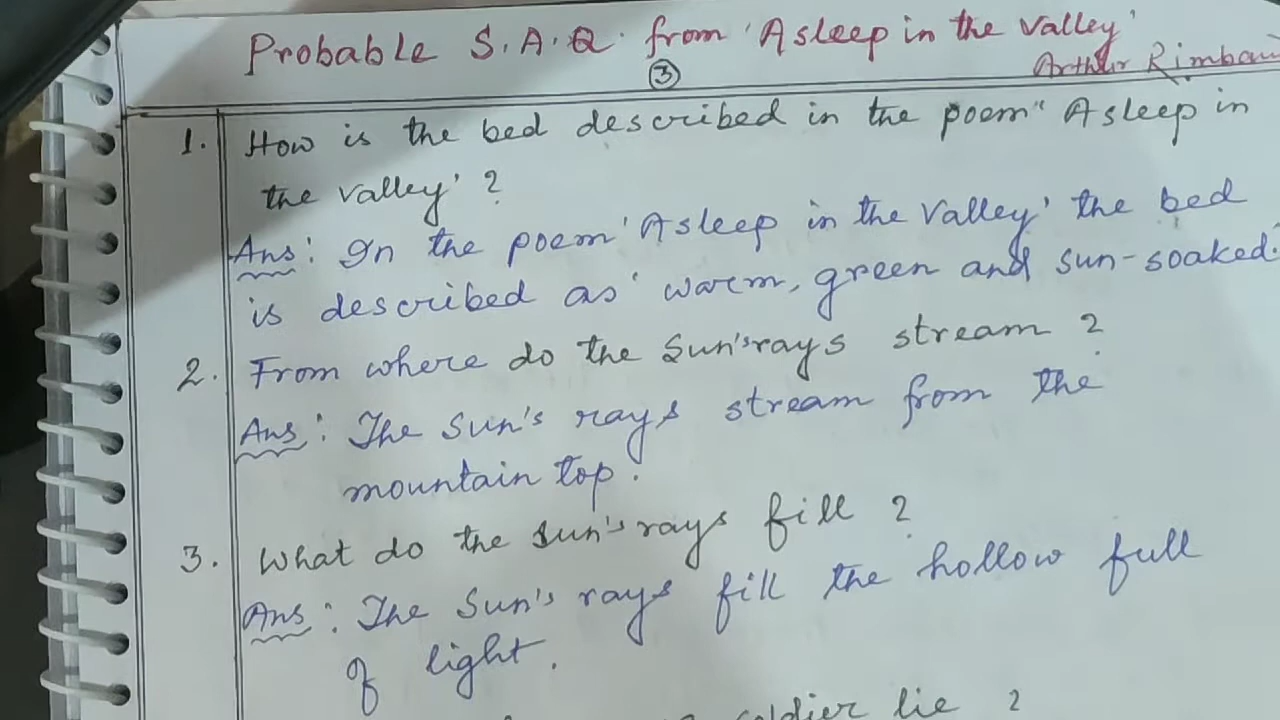 Probable S.A.Q. from 'Asleep in the Valley'
③ Arthur Rimbau
1. How is the bed described in the poem "Asleep in
the valley' ?
Ans: In the poem 'Asleep in the Valley' the bed
is described as 'warm, green and sun-soaked.'
2. From where do the Sun's rays stream ?
Ans: The Sun's rays stream from the
mountain top.
3. What do the Sun's rays fill ?
Ans: The Sun's rays fill the hollow full
of light.
soldier lie ?